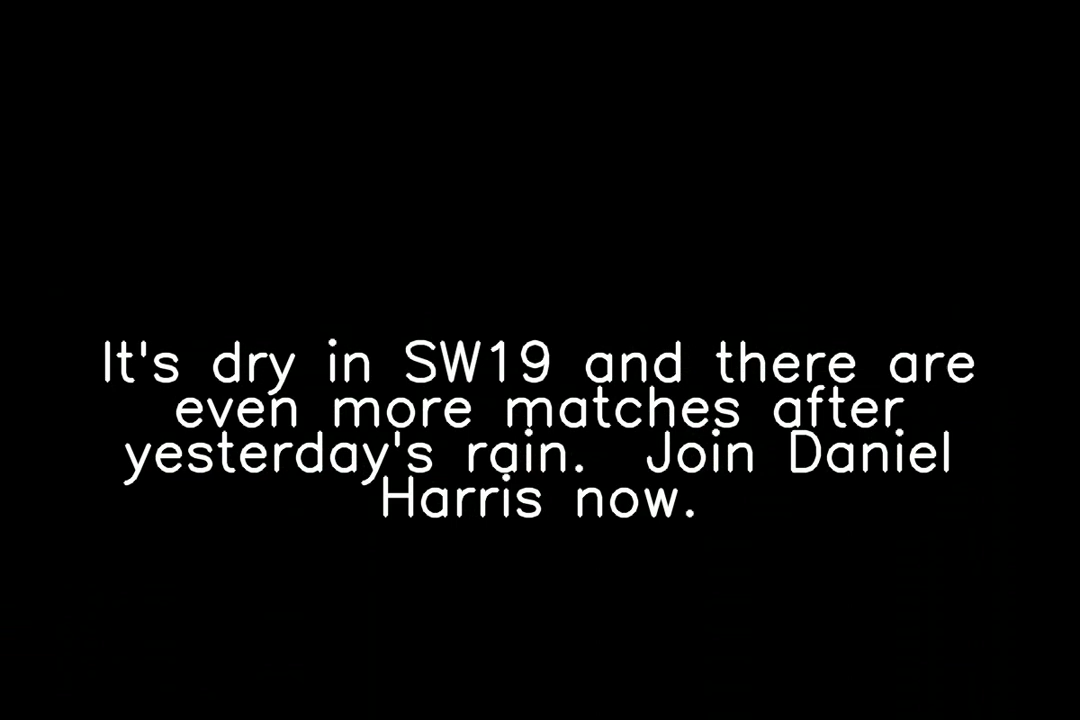 It's dry in SW19 and there are
even more matches after
yesterday's rain.  Join Daniel
Harris now.